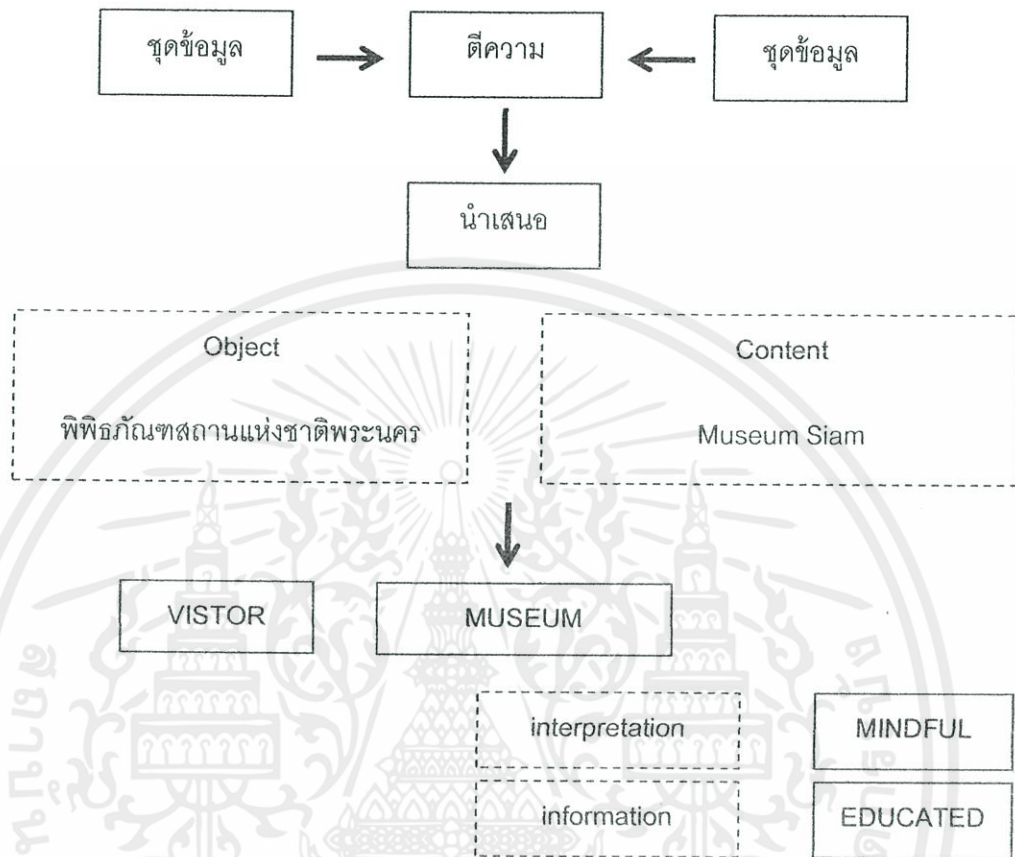 ชุดข้อมูล
ตีความ
ชุดข้อมูล
นำเสนอ
Object
พิพิธภัณฑสถานแห่งชาติพระนคร
Content
Museum Siam
VISTOR
MUSEUM
interpretation
MINDFUL
information
EDUCATED